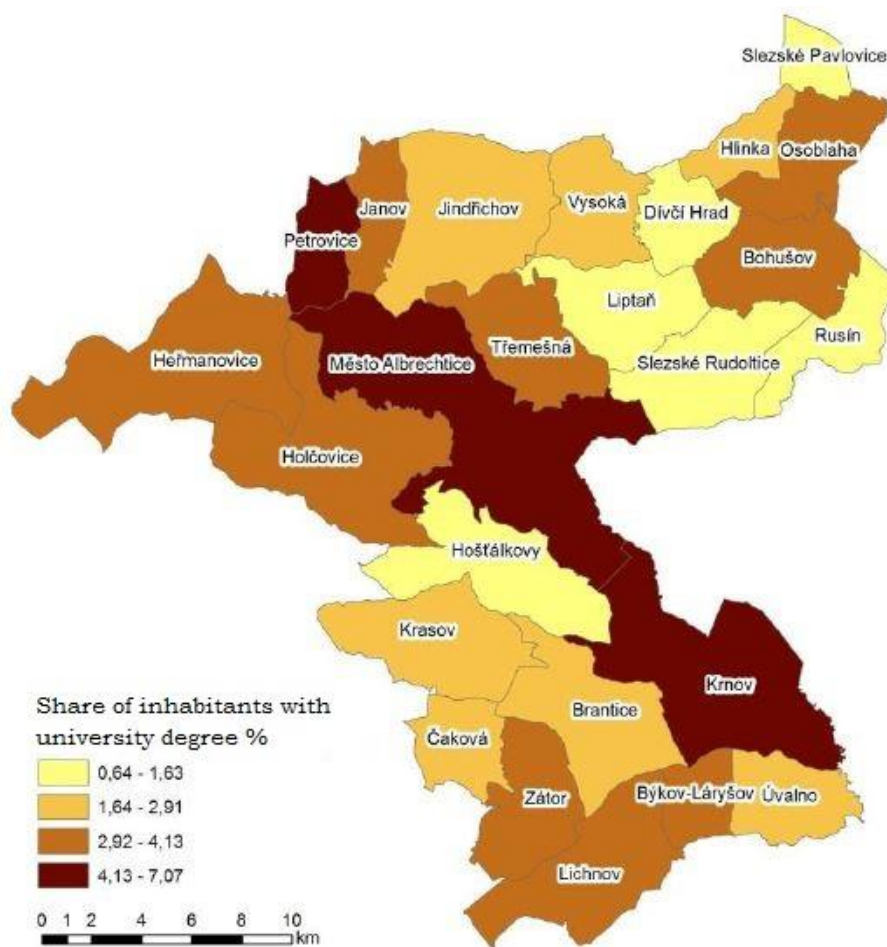 Slezské Pavlovice
Hlinka
Osoblaha
Janov
Jindřichov
Vysoká
Dívčí Hrad
Petrovice
Bohušov
Liptaň
Rusín
Heřmanovice
Město Albrechtice
Třemešná
Slezské Rudoltice
Holčovice
Hošťálkovy
Krasov
Krnov
Brantice
Čaková
Zátor
Býkov-Láryšov
Úvalno
Lichnov
Share of inhabitants with
university degree %
0,64 - 1,63
1,64 - 2,91
2,92 - 4,13
4,13 - 7,07
0 1 2 4 6 8 10
km